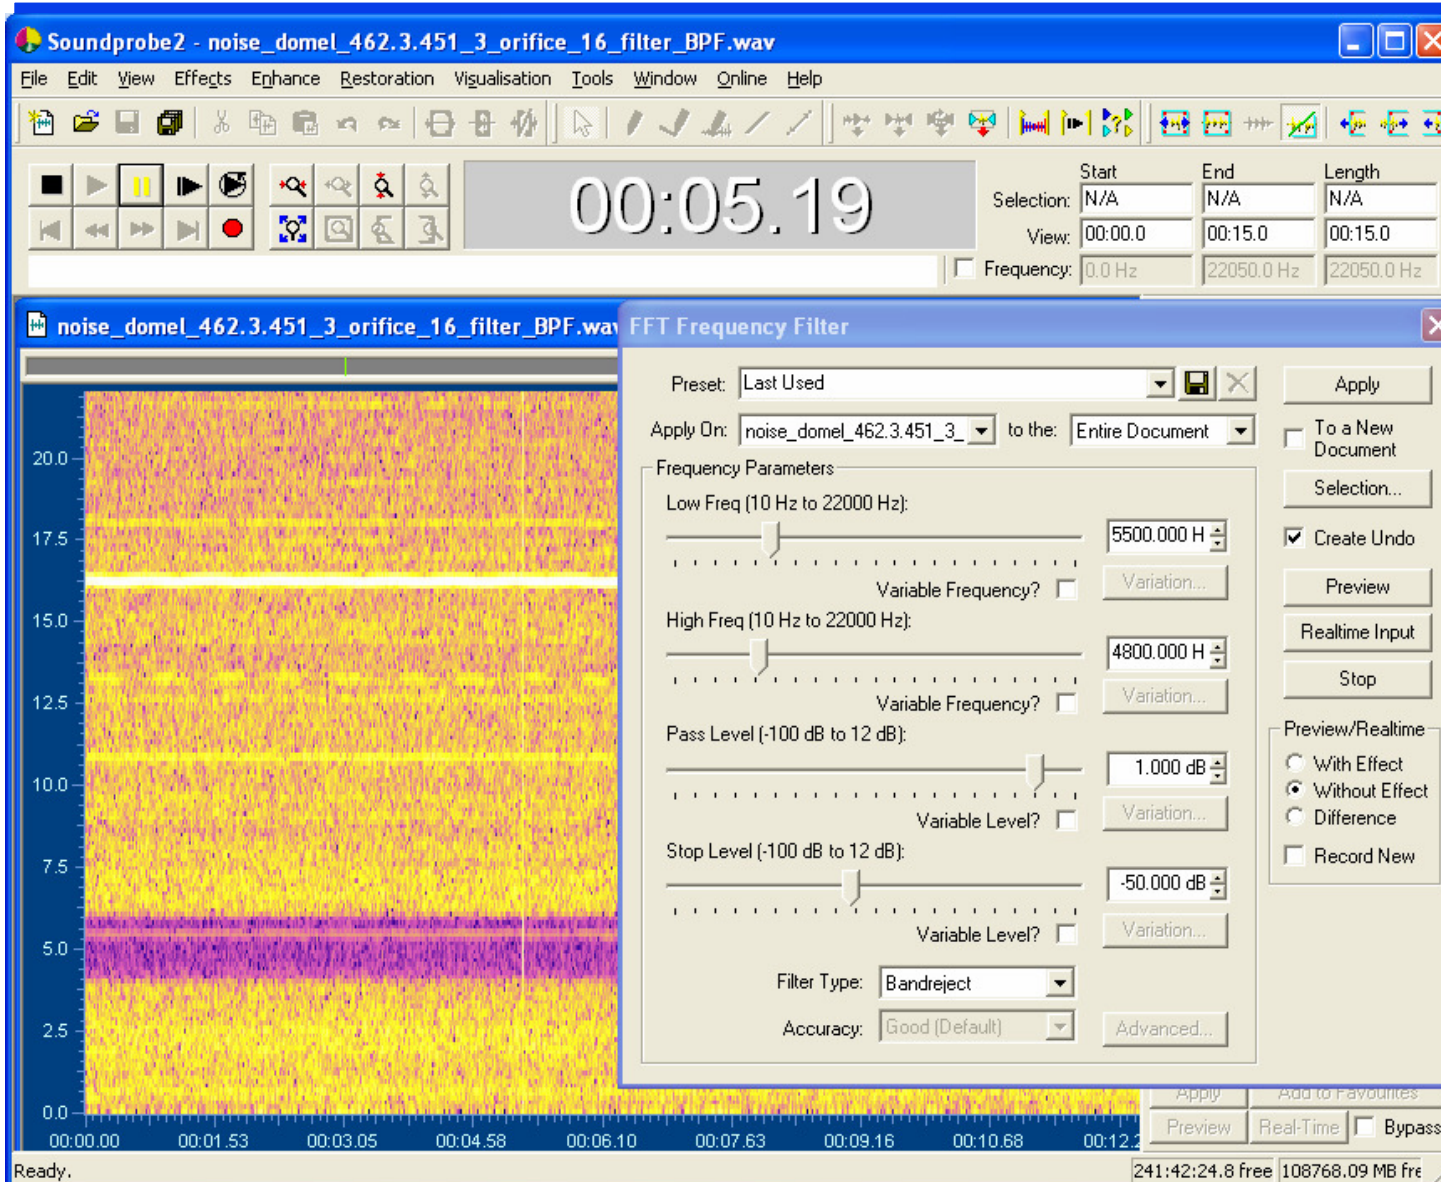 Soundprobe2 - noise_domel_462.3.451_3_orifice_16_filter_BPF.wav
File Edit View Effects Enhance Restoration Visualisation Tools Window Online Help
00:05.19
Start End Length
Selection: N/A N/A N/A
View: 00:00.0 00:15.0 00:15.0
Frequency: 0.0 Hz 22050.0 Hz 22050.0 Hz
noise_domel_462.3.451_3_orifice_16_filter_BPF.wav
FFT Frequency Filter
Preset: Last Used
Apply
Apply On: noise_domel_462.3.451_3_ to the: Entire Document
To a New
Document
Frequency Parameters
Low Freq (10 Hz to 22000 Hz):
5500.000 H
Variable Frequency?
Variation...
High Freq (10 Hz to 22000 Hz):
4800.000 H
Variable Frequency?
Variation...
Pass Level (-100 dB to 12 dB):
1.000 dB
Variable Level?
Variation...
Stop Level (-100 dB to 12 dB):
-50.000 dB
Variable Level?
Variation...
Filter Type: Bandreject
Accuracy: Good (Default)
Advanced...
Selection...
Create Undo
Preview
Realtime Input
Stop
Preview/Realtime
With Effect
Without Effect
Difference
Record New
20.0
17.5
15.0
12.5
10.0
7.5
5.0
2.5
0.0
00:00.00 00:01.53 00:03.05 00:04.58 00:06.10 00:07.63 00:09.16 00:10.68 00:12.2
Apply Add to Favourites
Preview Real-Time Bypass
Ready.
241:42:24.8 free 108768.09 MB fre